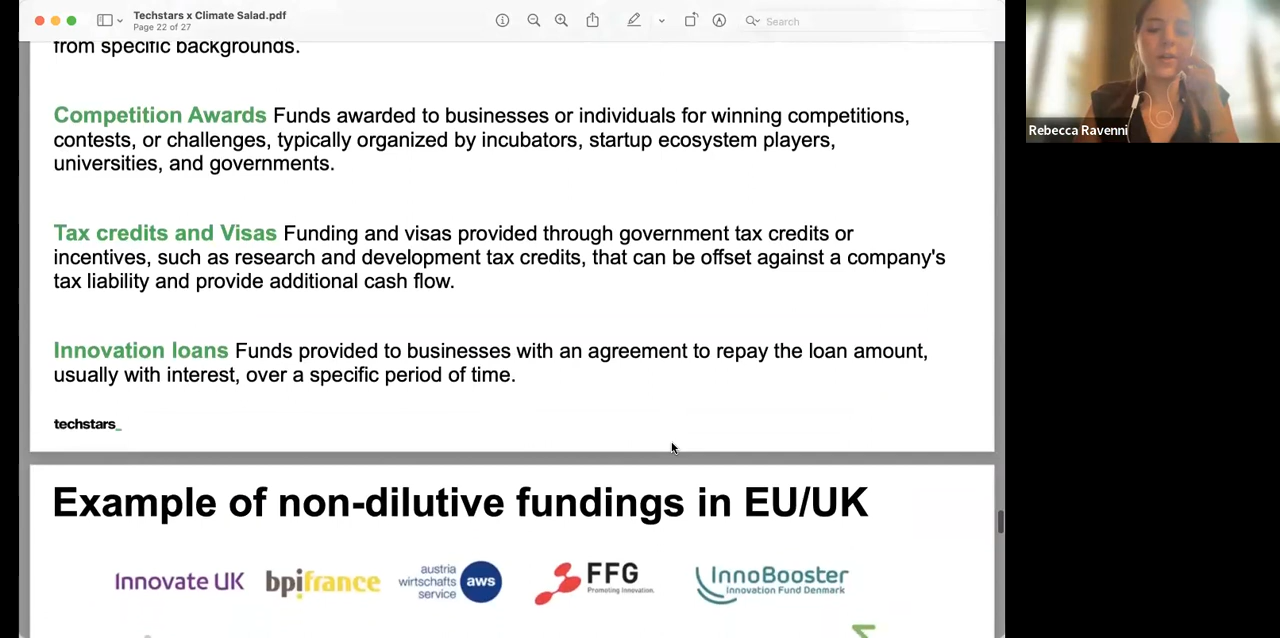 Techstars x Climate Salad.pdf
Page 22 of 27
Search
from specific backgrounds.
Competition Awards Funds awarded to businesses or individuals for winning competitions,
contests, or challenges, typically organized by incubators, startup ecosystem players,
universities, and governments.
Tax credits and Visas Funding and visas provided through government tax credits or
incentives, such as research and development tax credits, that can be offset against a company's
tax liability and provide additional cash flow.
Innovation loans Funds provided to businesses with an agreement to repay the loan amount,
usually with interest, over a specific period of time.
techstars_
Example of non-dilutive fundings in EU/UK
Innovate UK
bpifrance
austria
wirtschafts
service
aws
FFG
Promoting Innovation.
InnoBooster
Innovation Fund Denmark
Rebecca Ravenni